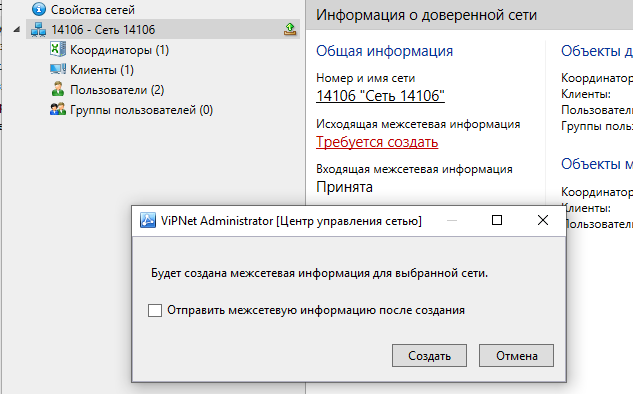 Свойства сетей
14106 - Сеть 14106
Координаторы (1)
Клиенты (1)
Пользователи (2)
Группы пользователей (0)
Информация о доверенной сети
Общая информация
Номер и имя сети
14106 "Сеть 14106"
Исходящая межсетевая информация
Требуется создать
Входящая межсетевая информация
Принята
Объекты д
Координатор
Клиенты:
Пользовател
Группы поль
Объекты м
Координатор
Клиенты:
Пользовател
ViPNet Administrator [Центр управления сетью]
Будет создана межсетевая информация для выбранной сети.
Отправить межсетевую информацию после создания
Создать
Отмена